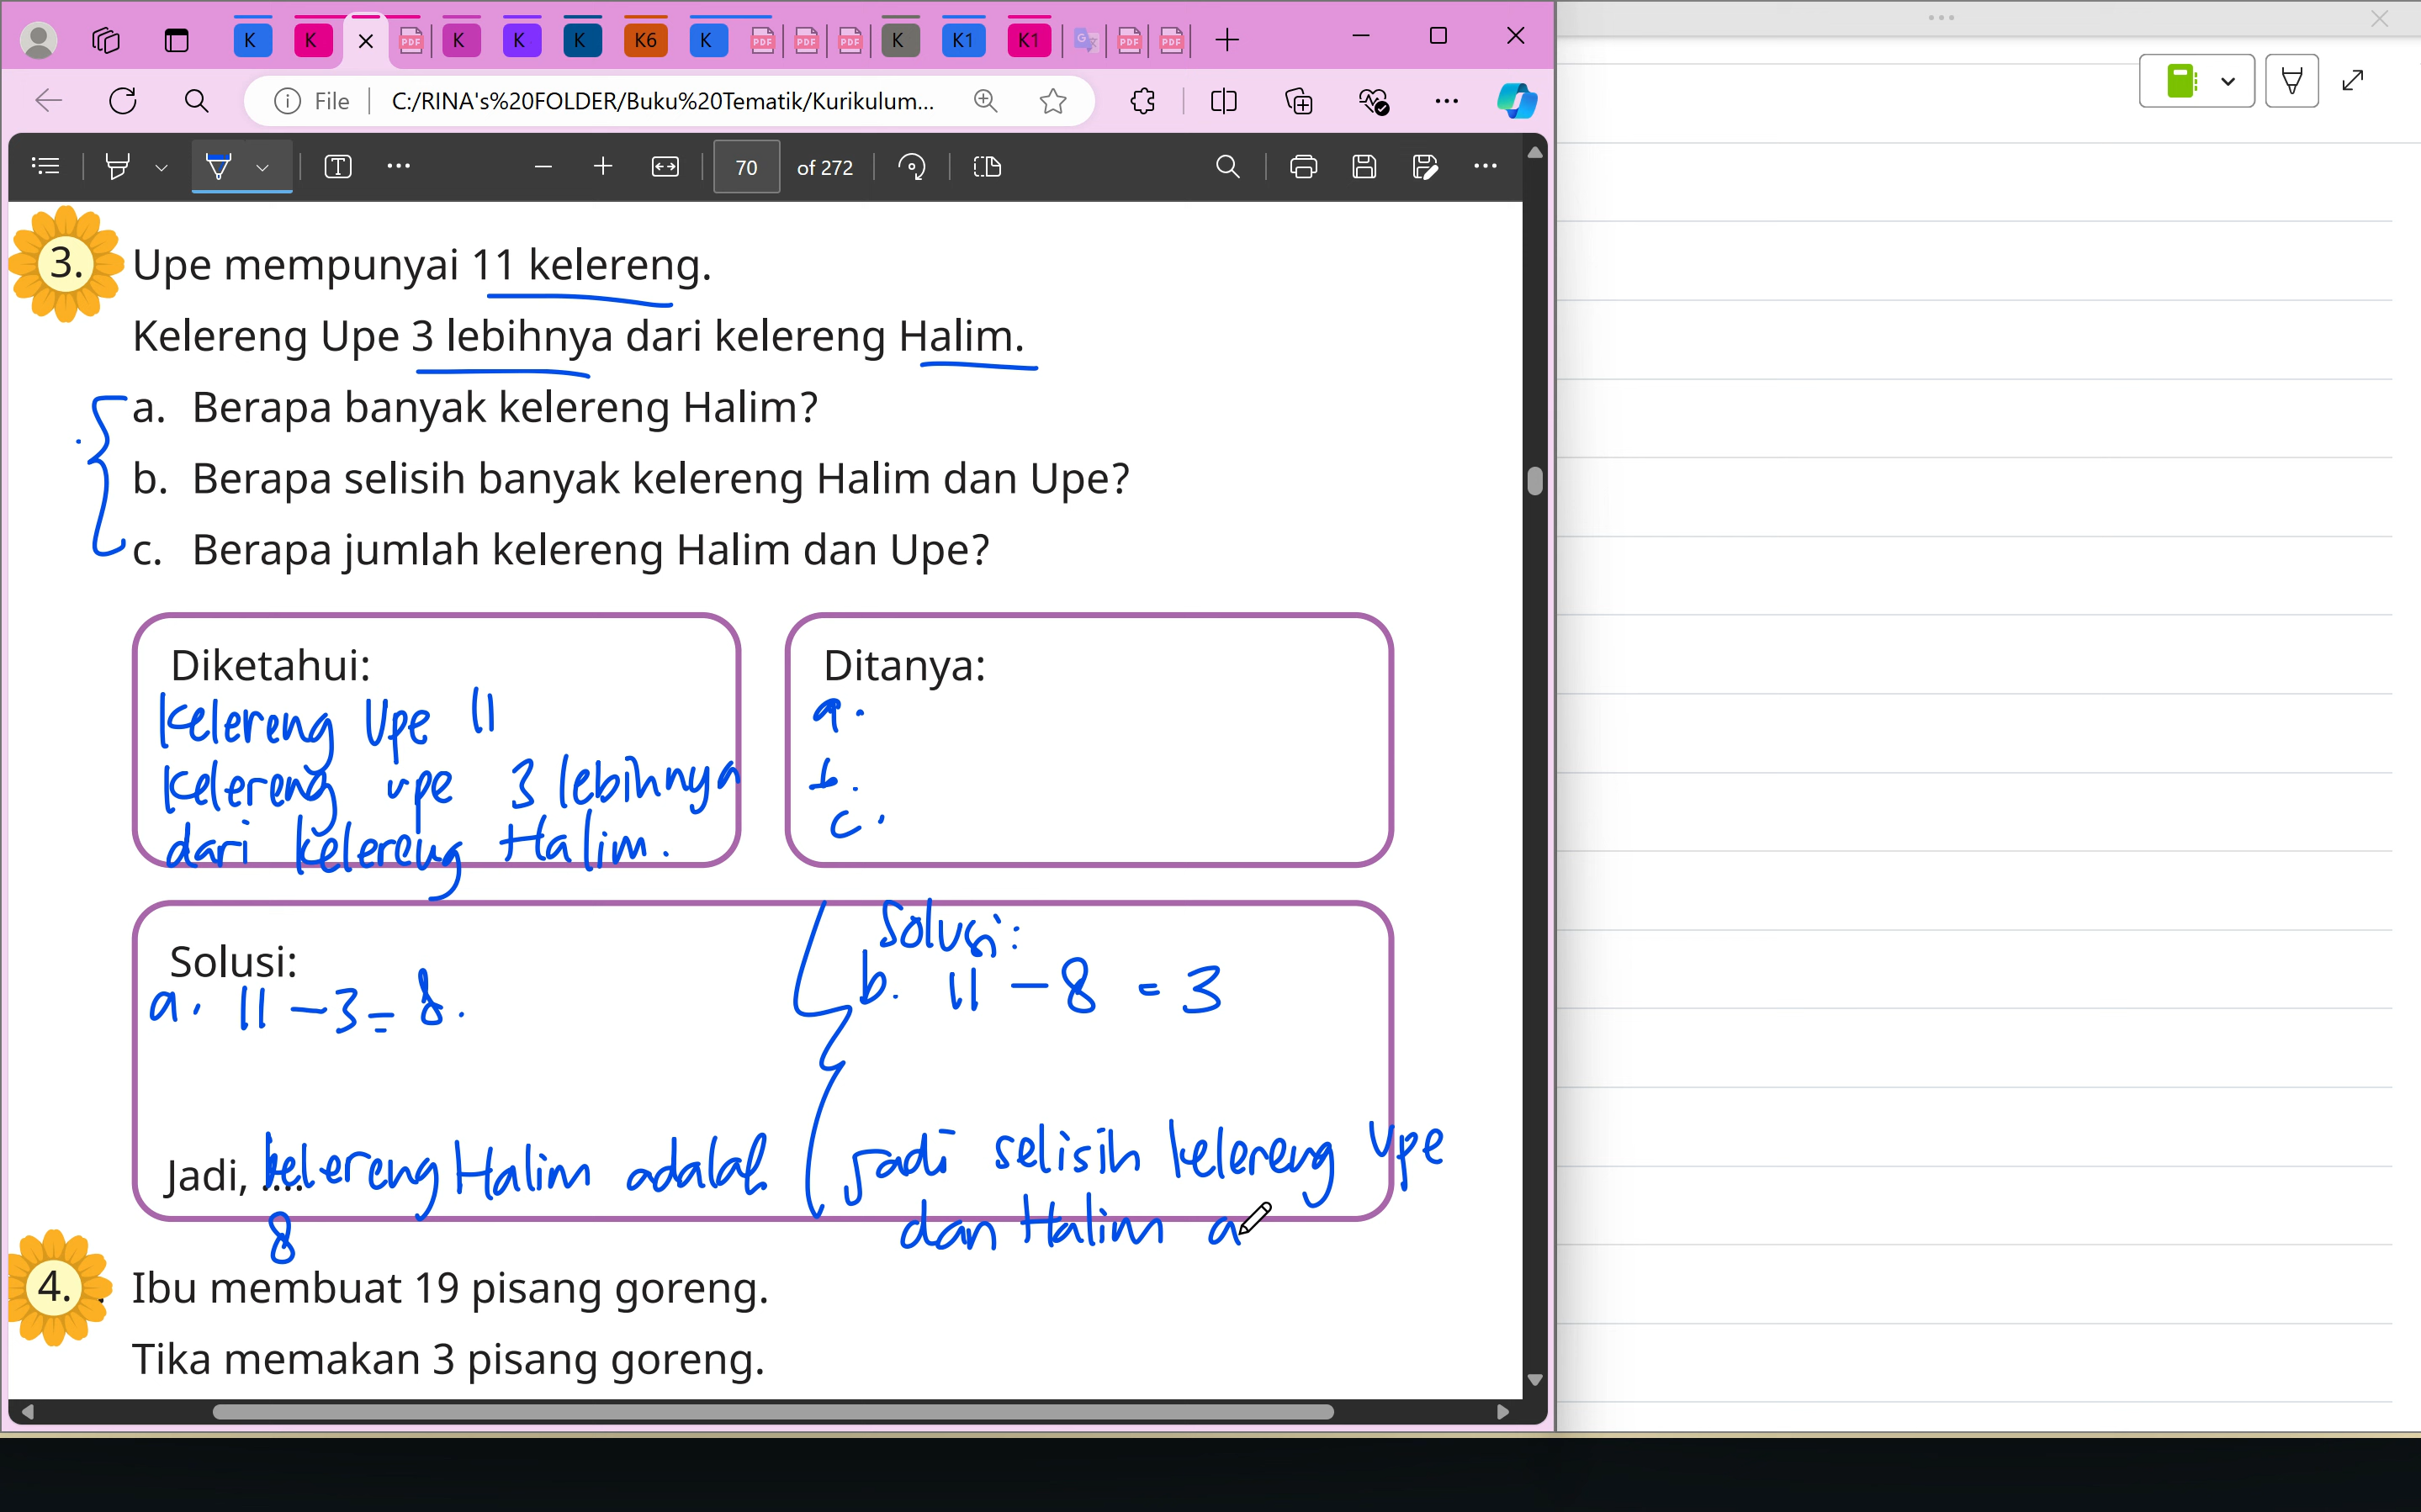 K
K
K
K
K
K6
K
K
K1
K1
File
C:/RINA's%20FOLDER/Buku%20Tematik/Kurikulum...
70 of 272
3.
Upe mempunyai 11 kelereng.
Kelereng Upe 3 lebihnya dari kelereng Halim.
a. Berapa banyak kelereng Halim?
b. Berapa selisih banyak kelereng Halim dan Upe?
c. Berapa jumlah kelereng Halim dan Upe?
Diketahui:
Kelereng Upe 11
Kelereng upe 3 lebihnya
dari kelereng Halim.
Ditanya:
a.
b.
c.
Solusi:
a. 11 - 3 = 8.
Jadi, .... kelereng Halim adalah
8
Solusi:
b. 11 - 8 = 3
Jadi selisih kelereng Upe
dan Halim a
4.
Ibu membuat 19 pisang goreng.
Tika memakan 3 pisang goreng.